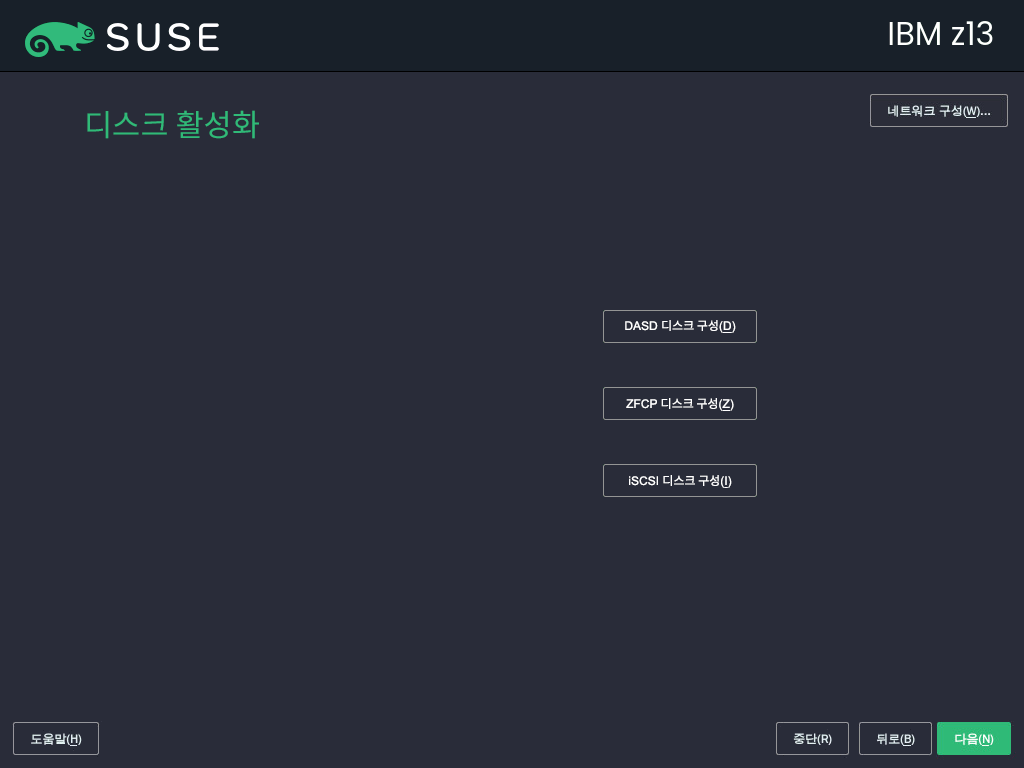 SUSE
IBM z13
디스크 활성화
네트워크 구성(W)...
DASD 디스크 구성(D)
ZFCP 디스크 구성(Z)
iSCSI 디스크 구성(I)
도움말(H)
중단(R)
뒤로(B)
다음(N)